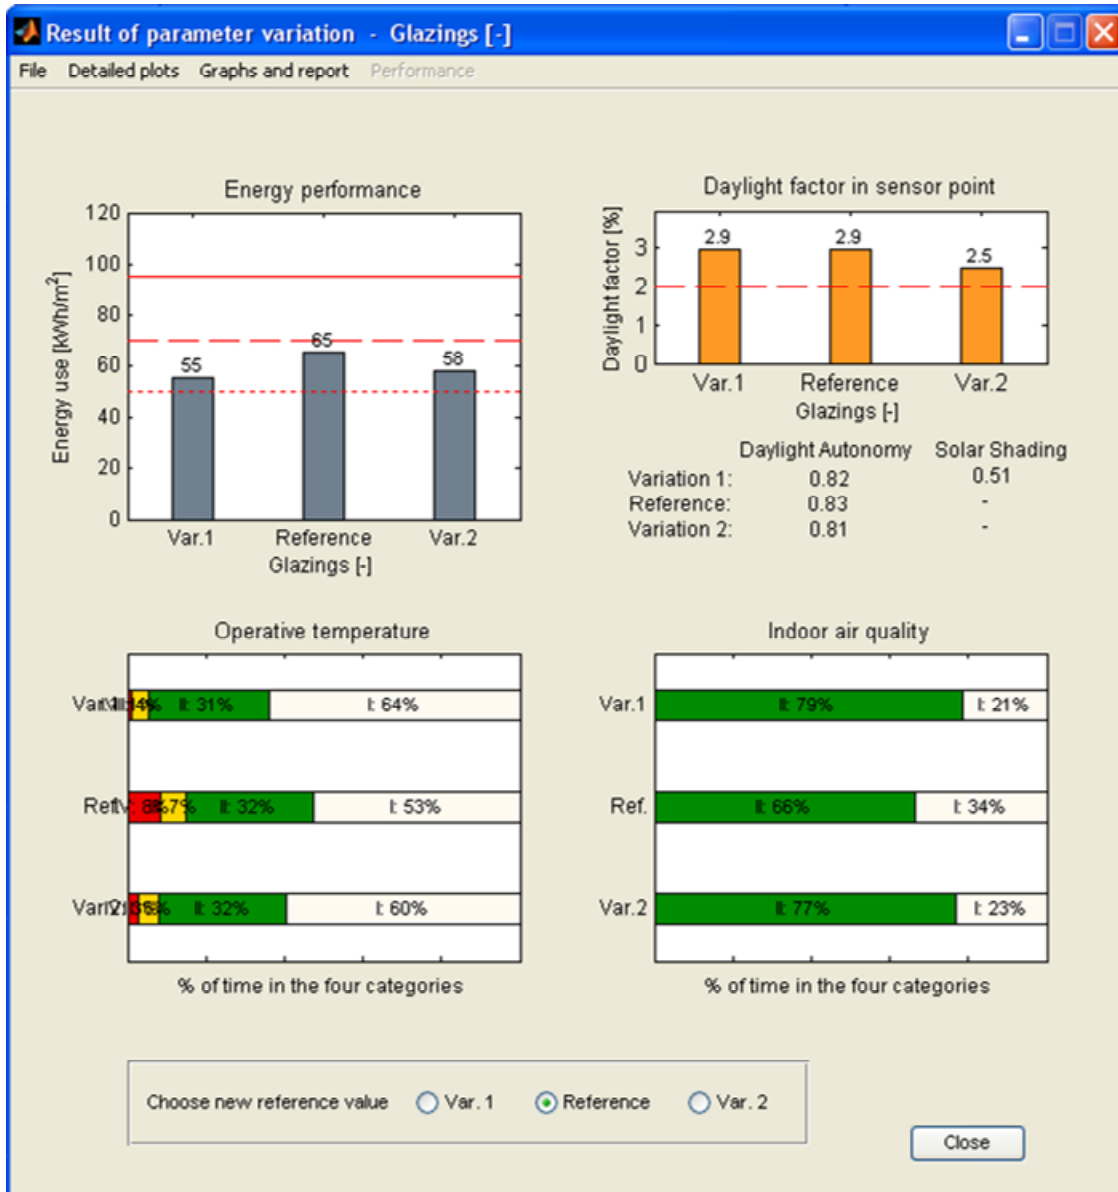 Result of parameter variation - Glazings [-]
File Detailed plots Graphs and report Performance
Energy performance
120
100
80
60
40
20
0
Energy use [kWh/m²]
55
65
58
Var.1 Reference Var.2
Glazings [-]
Daylight factor in sensor point
3
2
1
0
Daylight factor [%]
2.9
2.9
2.5
Var.1 Reference Var.2
Glazings [-]
Daylight Autonomy Solar Shading
Variation 1: 0.82 0.51
Reference: 0.83 -
Variation 2: 0.81 -
Operative temperature
II: 31% I: 64%
Ref. 7% II: 32% I: 53%
II: 32% I: 60%
% of time in the four categories
Indoor air quality
Var.1 II: 79% I: 21%
Ref. II: 66% I: 34%
Var.2 II: 77% I: 23%
% of time in the four categories
Choose new reference value Var. 1 Reference Var. 2
Close